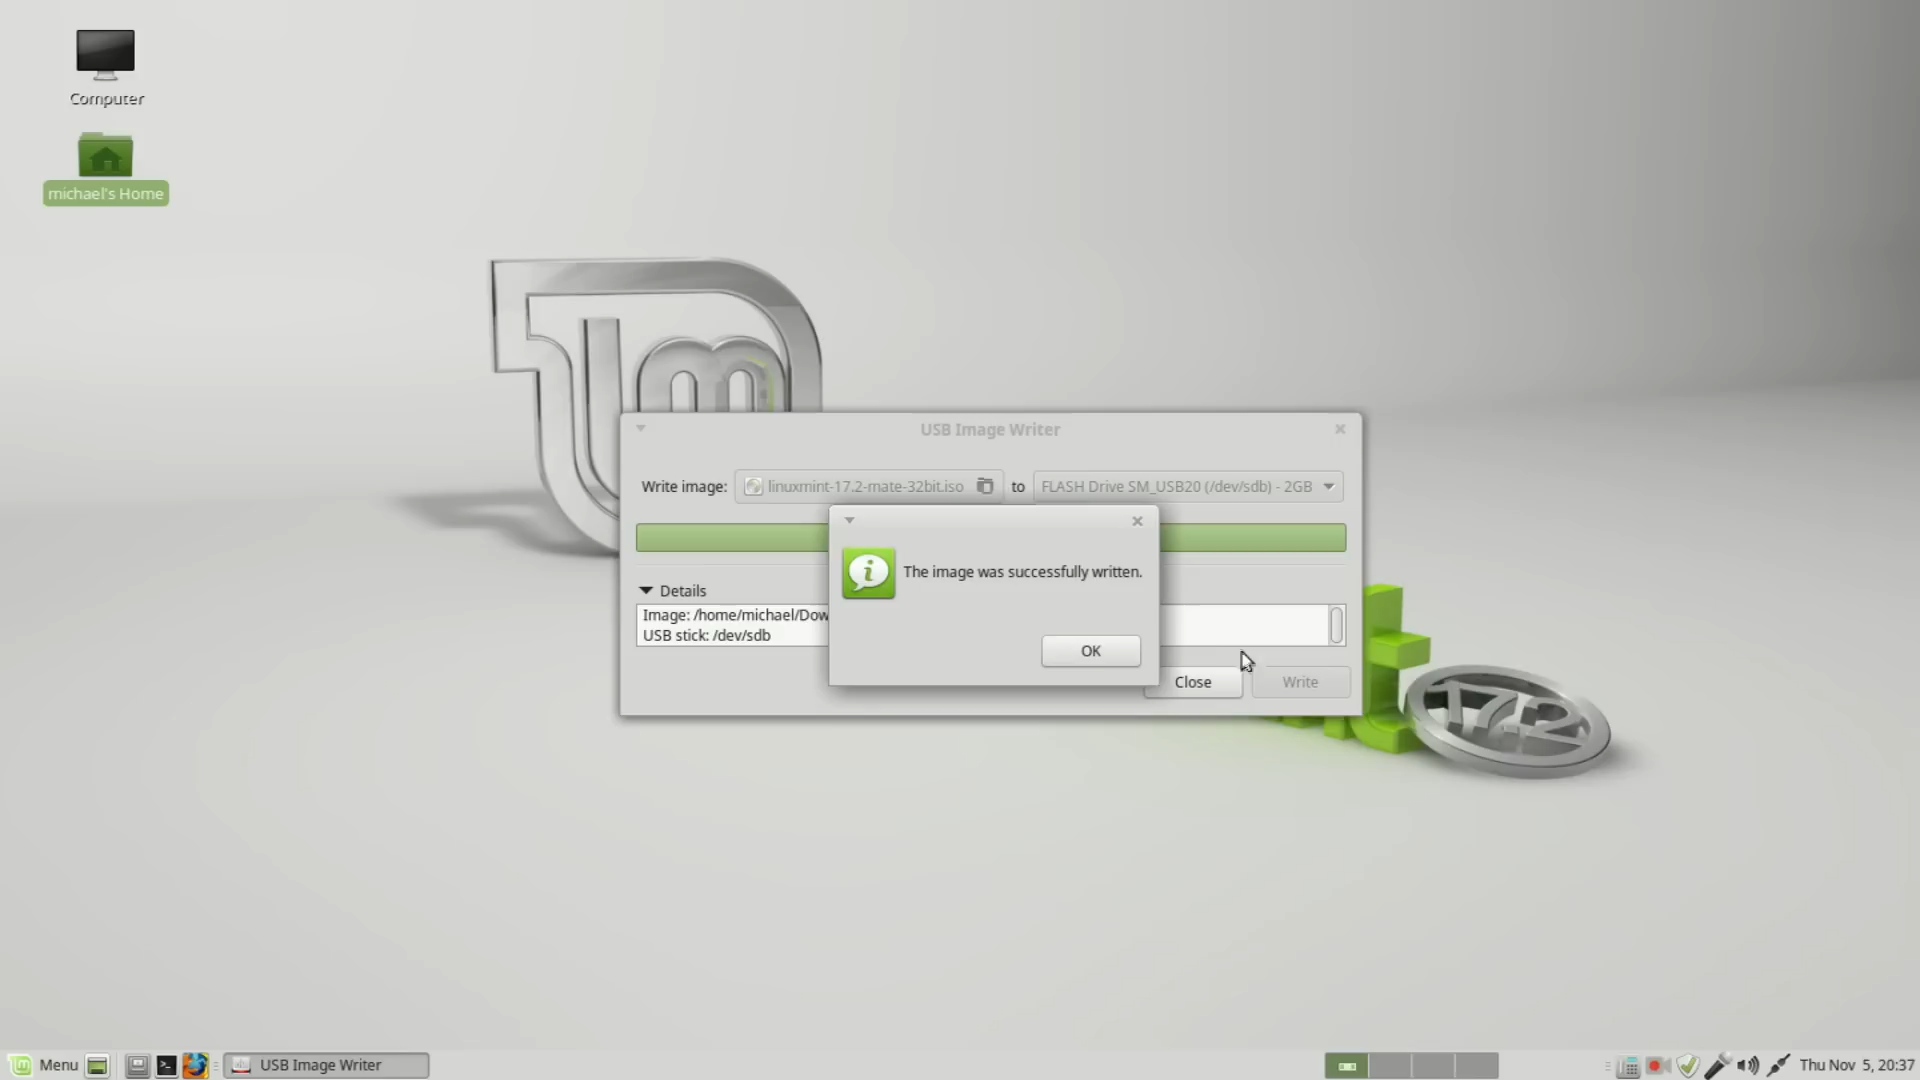 Computer
michael's Home
USB Image Writer
Write image: linuxmint-17.2-mate-32bit.iso to FLASH Drive SM_USB20 (/dev/sdb) - 2GB
The image was successfully written.
Details
Image: /home/michael/Dow
USB stick: /dev/sdb
OK
Close Write
17.2
Menu USB Image Writer Thu Nov 5, 20:37